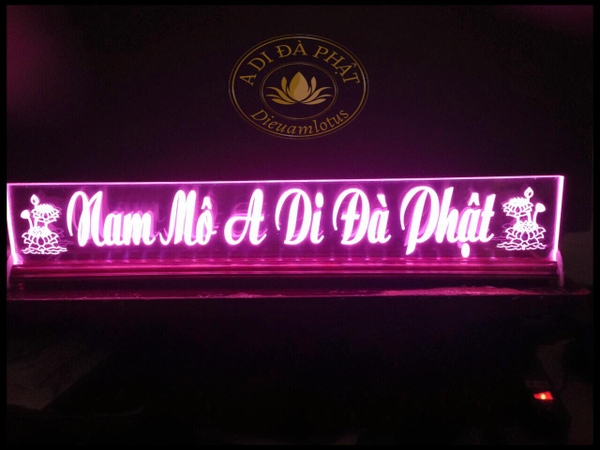 A DI ĐÀ PHẬT
Dieuamlotus
Nam Mô A Di Đà Phật